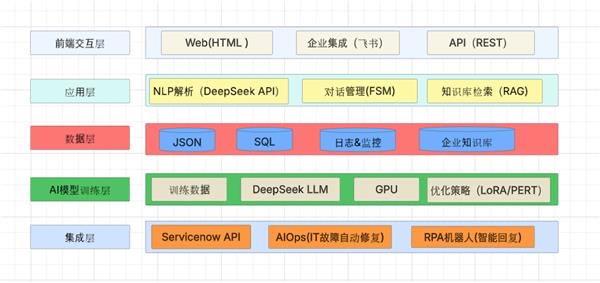 前端交互层 Web(HTML ) 企业集成（飞书） API（REST）
应用层 NLP解析（DeepSeek API） 对话管理(FSM) 知识库检索（RAG）
数据层 JSON SQL 日志&监控 企业知识库
AI模型训练层 训练数据 DeepSeek LLM GPU 优化策略（LoRA/PERT）
集成层 Servicenow API AIOps(IT故障自动修复) RPA机器人(智能回复)